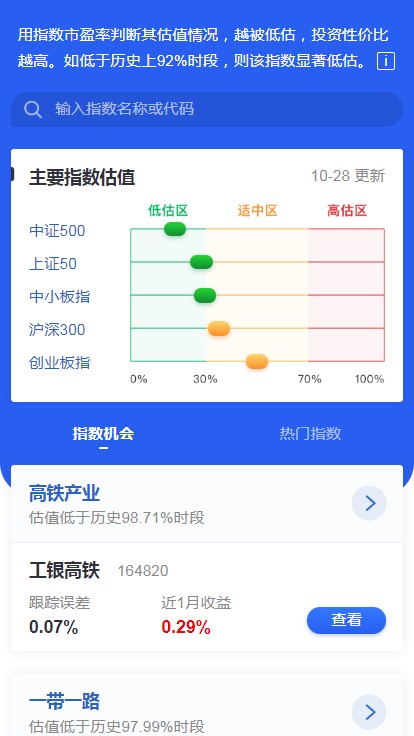 用指数市盈率判断其估值情况，越被低估，投资性价比
越高。如低于历史上92%时段，则该指数显著低估。
输入指数名称或代码
主要指数估值 10-28 更新
低估区 适中区 高估区
中证500
上证50
中小板指
沪深300
创业板指
0% 30% 70% 100%
指数机会 热门指数
高铁产业
估值低于历史98.71%时段
工银高铁 164820
跟踪误差 近1月收益
0.07% 0.29% 查看
一带一路
估值低于历史97.99%时段